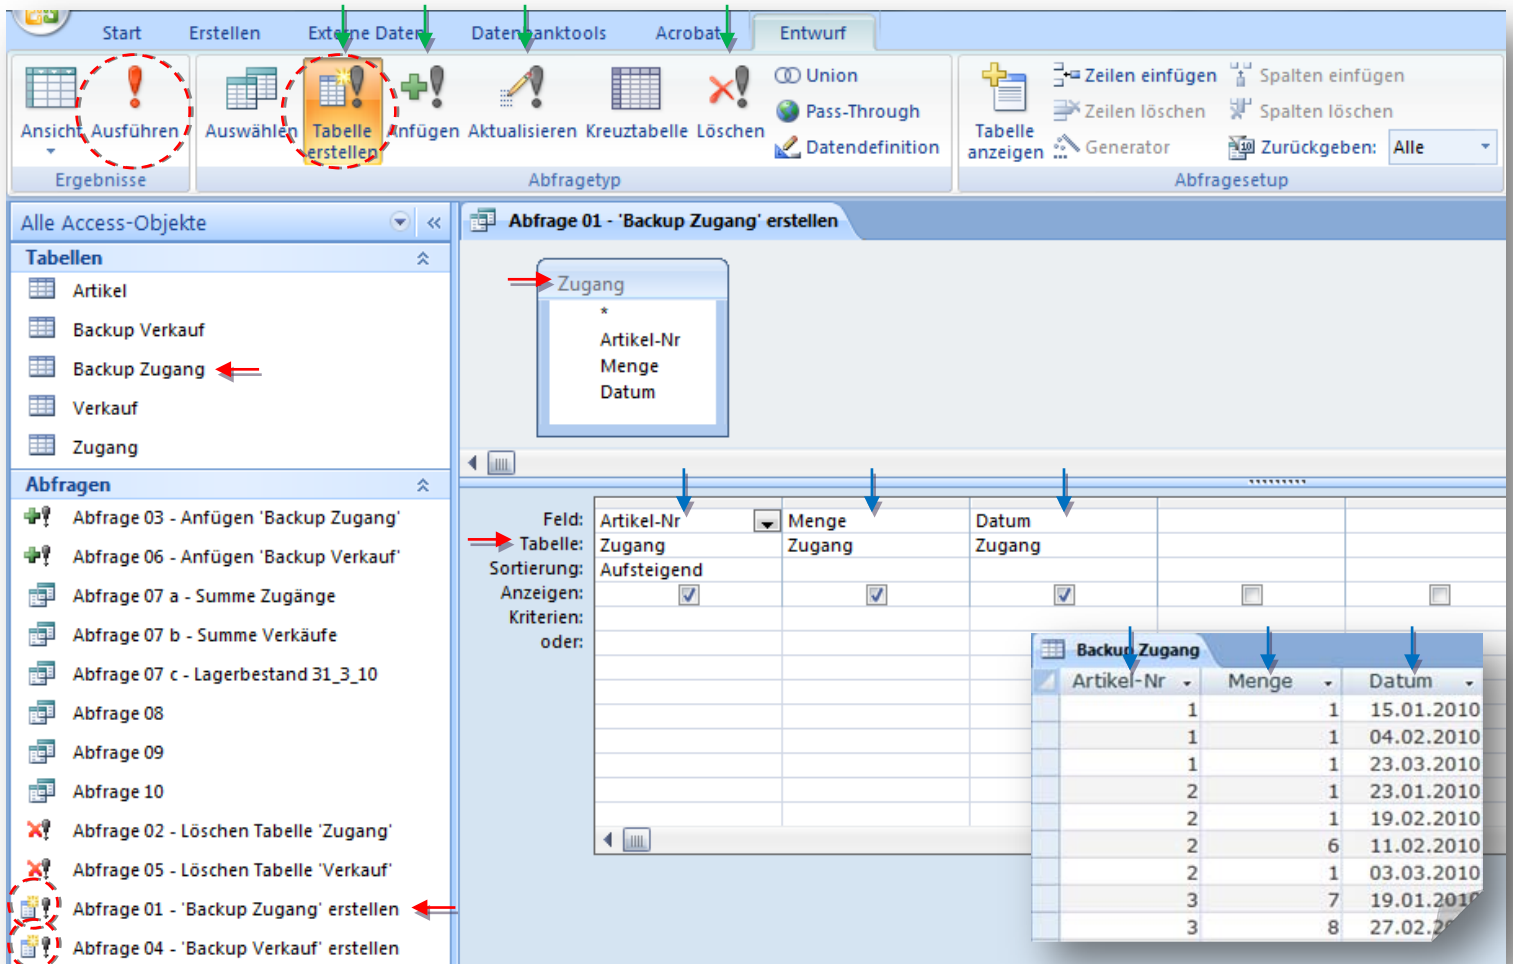 Start Erstellen Externe Daten Datenbanktools Acrobat Entwurf
Ansicht Ausführen Auswählen Tabelle erstellen Anfügen Aktualisieren Kreuztabelle Löschen
Union
Pass-Through
Datendefinition
Tabelle anzeigen
Zeilen einfügen
Zeilen löschen
Generator
Spalten einfügen
Spalten löschen
Zurückgeben: Alle
Ergebnisse Abfragetyp Abfragesetup
Alle Access-Objekte
Tabellen
Artikel
Backup Verkauf
Backup Zugang
Verkauf
Zugang
Abfragen
Abfrage 03 - Anfügen 'Backup Zugang'
Abfrage 06 - Anfügen 'Backup Verkauf'
Abfrage 07 a - Summe Zugänge
Abfrage 07 b - Summe Verkäufe
Abfrage 07 c - Lagerbestand 31_3_10
Abfrage 08
Abfrage 09
Abfrage 10
Abfrage 02 - Löschen Tabelle 'Zugang'
Abfrage 05 - Löschen Tabelle 'Verkauf'
Abfrage 01 - 'Backup Zugang' erstellen
Abfrage 04 - 'Backup Verkauf' erstellen
Abfrage 01 - 'Backup Zugang' erstellen
Zugang
*
Artikel-Nr
Menge
Datum
Feld: Artikel-Nr Menge Datum
Tabelle: Zugang Zugang Zugang
Sortierung: Aufsteigend
Anzeigen:
Kriterien:
oder:
Backup Zugang
Artikel-Nr Menge Datum
1 1 15.01.2010
1 1 04.02.2010
1 1 23.03.2010
2 1 23.01.2010
2 1 19.02.2010
2 6 11.02.2010
2 1 03.03.2010
3 7 19.01.2010
3 8 27.02.2